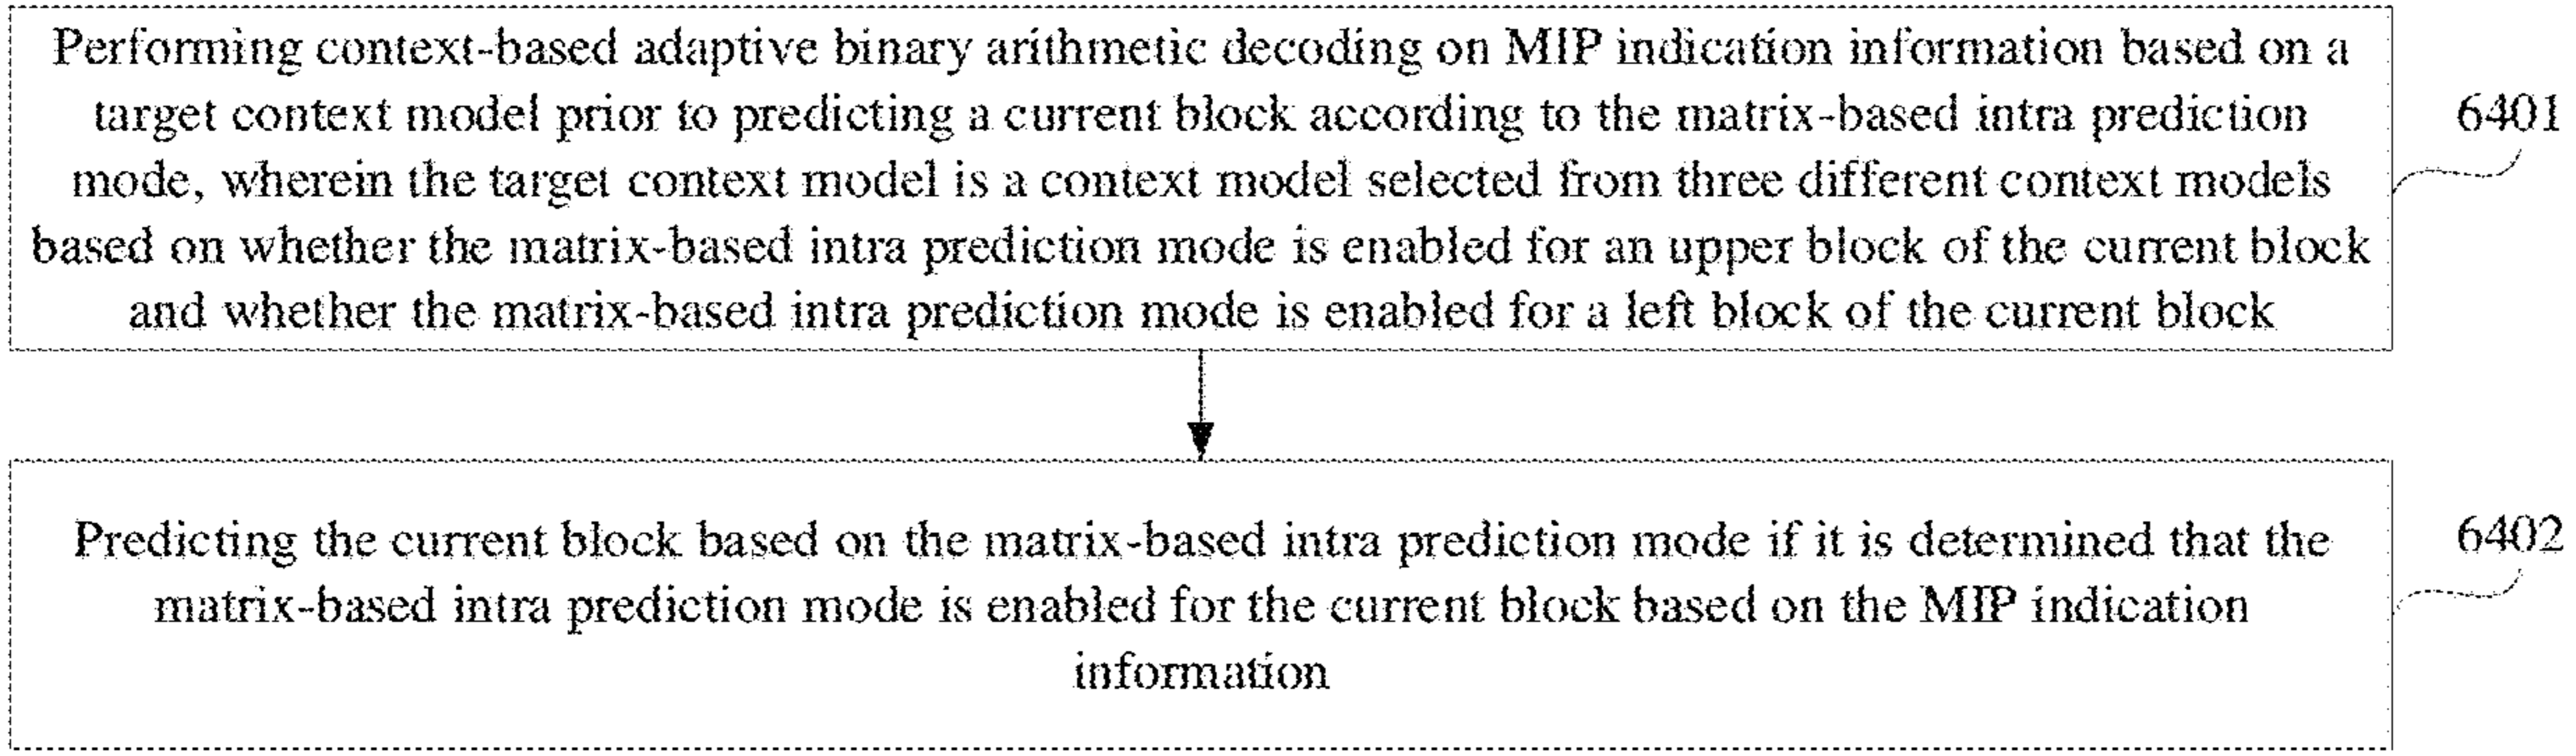 Performing context-based adaptive binary arithmetic decoding on MIP indication information based on a
target context model prior to predicting a current block according to the matrix-based intra prediction
mode, wherein the target context model is a context model selected from three different context models
based on whether the matrix-based intra prediction mode is enabled for an upper block of the current block
and whether the matrix-based intra prediction mode is enabled for a left block of the current block
6401
Predicting the current block based on the matrix-based intra prediction mode if it is determined that the
matrix-based intra prediction mode is enabled for the current block based on the MIP indication
information
6402